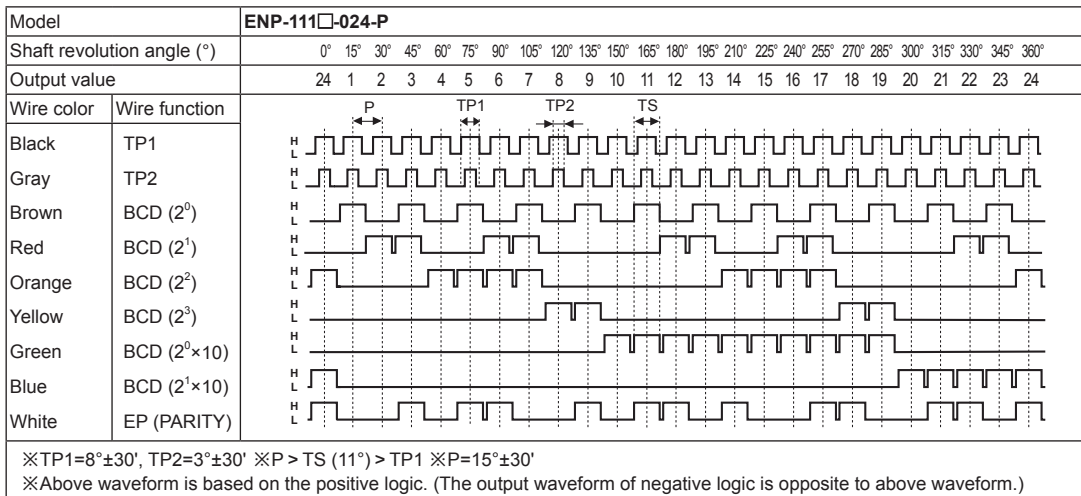 Model ENP-111□-024-P
Shaft revolution angle (°) 0° 15° 30° 45° 60° 75° 90° 105° 120° 135° 150° 165° 180° 195° 210° 225° 240° 255° 270° 285° 300° 315° 330° 345° 360°
Output value 24 1 2 3 4 5 6 7 8 9 10 11 12 13 14 15 16 17 18 19 20 21 22 23 24
Wire color Wire function P TP1 TP2 TS
Black TP1 H L
Gray TP2 H L
Brown BCD (2⁰) H L
Red BCD (2¹) H L
Orange BCD (2²) H L
Yellow BCD (2³) H L
Green BCD (2⁰×10) H L
Blue BCD (2¹×10) H L
White EP (PARITY) H L
※TP1=8°±30', TP2=3°±30' ※P > TS (11°) > TP1 ※P=15°±30'
※Above waveform is based on the positive logic. (The output waveform of negative logic is opposite to above waveform.)